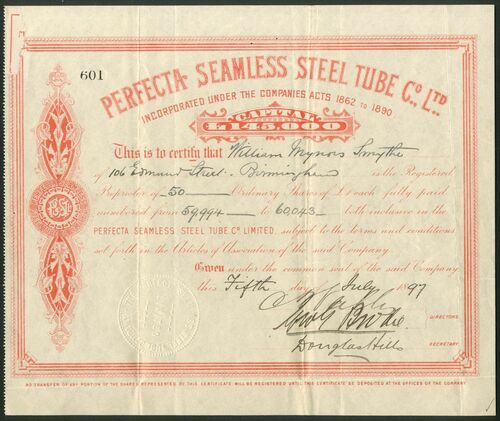 601
PERFECTA SEAMLESS STEEL TUBE Co. LTD.
INCORPORATED UNDER THE COMPANIES ACTS 1862 TO 1890
CAPITAL
£145,000
This is to certify that William Mynors Smythe
of 106 Edmund Street, Birmingham is the Registered
Proprietor of 50 Ordinary Shares of £1 each fully paid
numbered from 59,994 to 60,043 both inclusive in the
PERFECTA SEAMLESS STEEL TUBE Co. LIMITED, subject to the terms and conditions
set forth in the Articles of Association of the said Company.
Given under the common seal of the said Company
this Fifth day of July 1897
DIRECTORS
Douglas Hills
SECRETARY
NO TRANSFER OF ANY PORTION OF THE SHARES REPRESENTED BY THIS CERTIFICATE WILL BE REGISTERED UNTIL THIS CERTIFICATE BE DEPOSITED AT THE OFFICES OF THE COMPANY